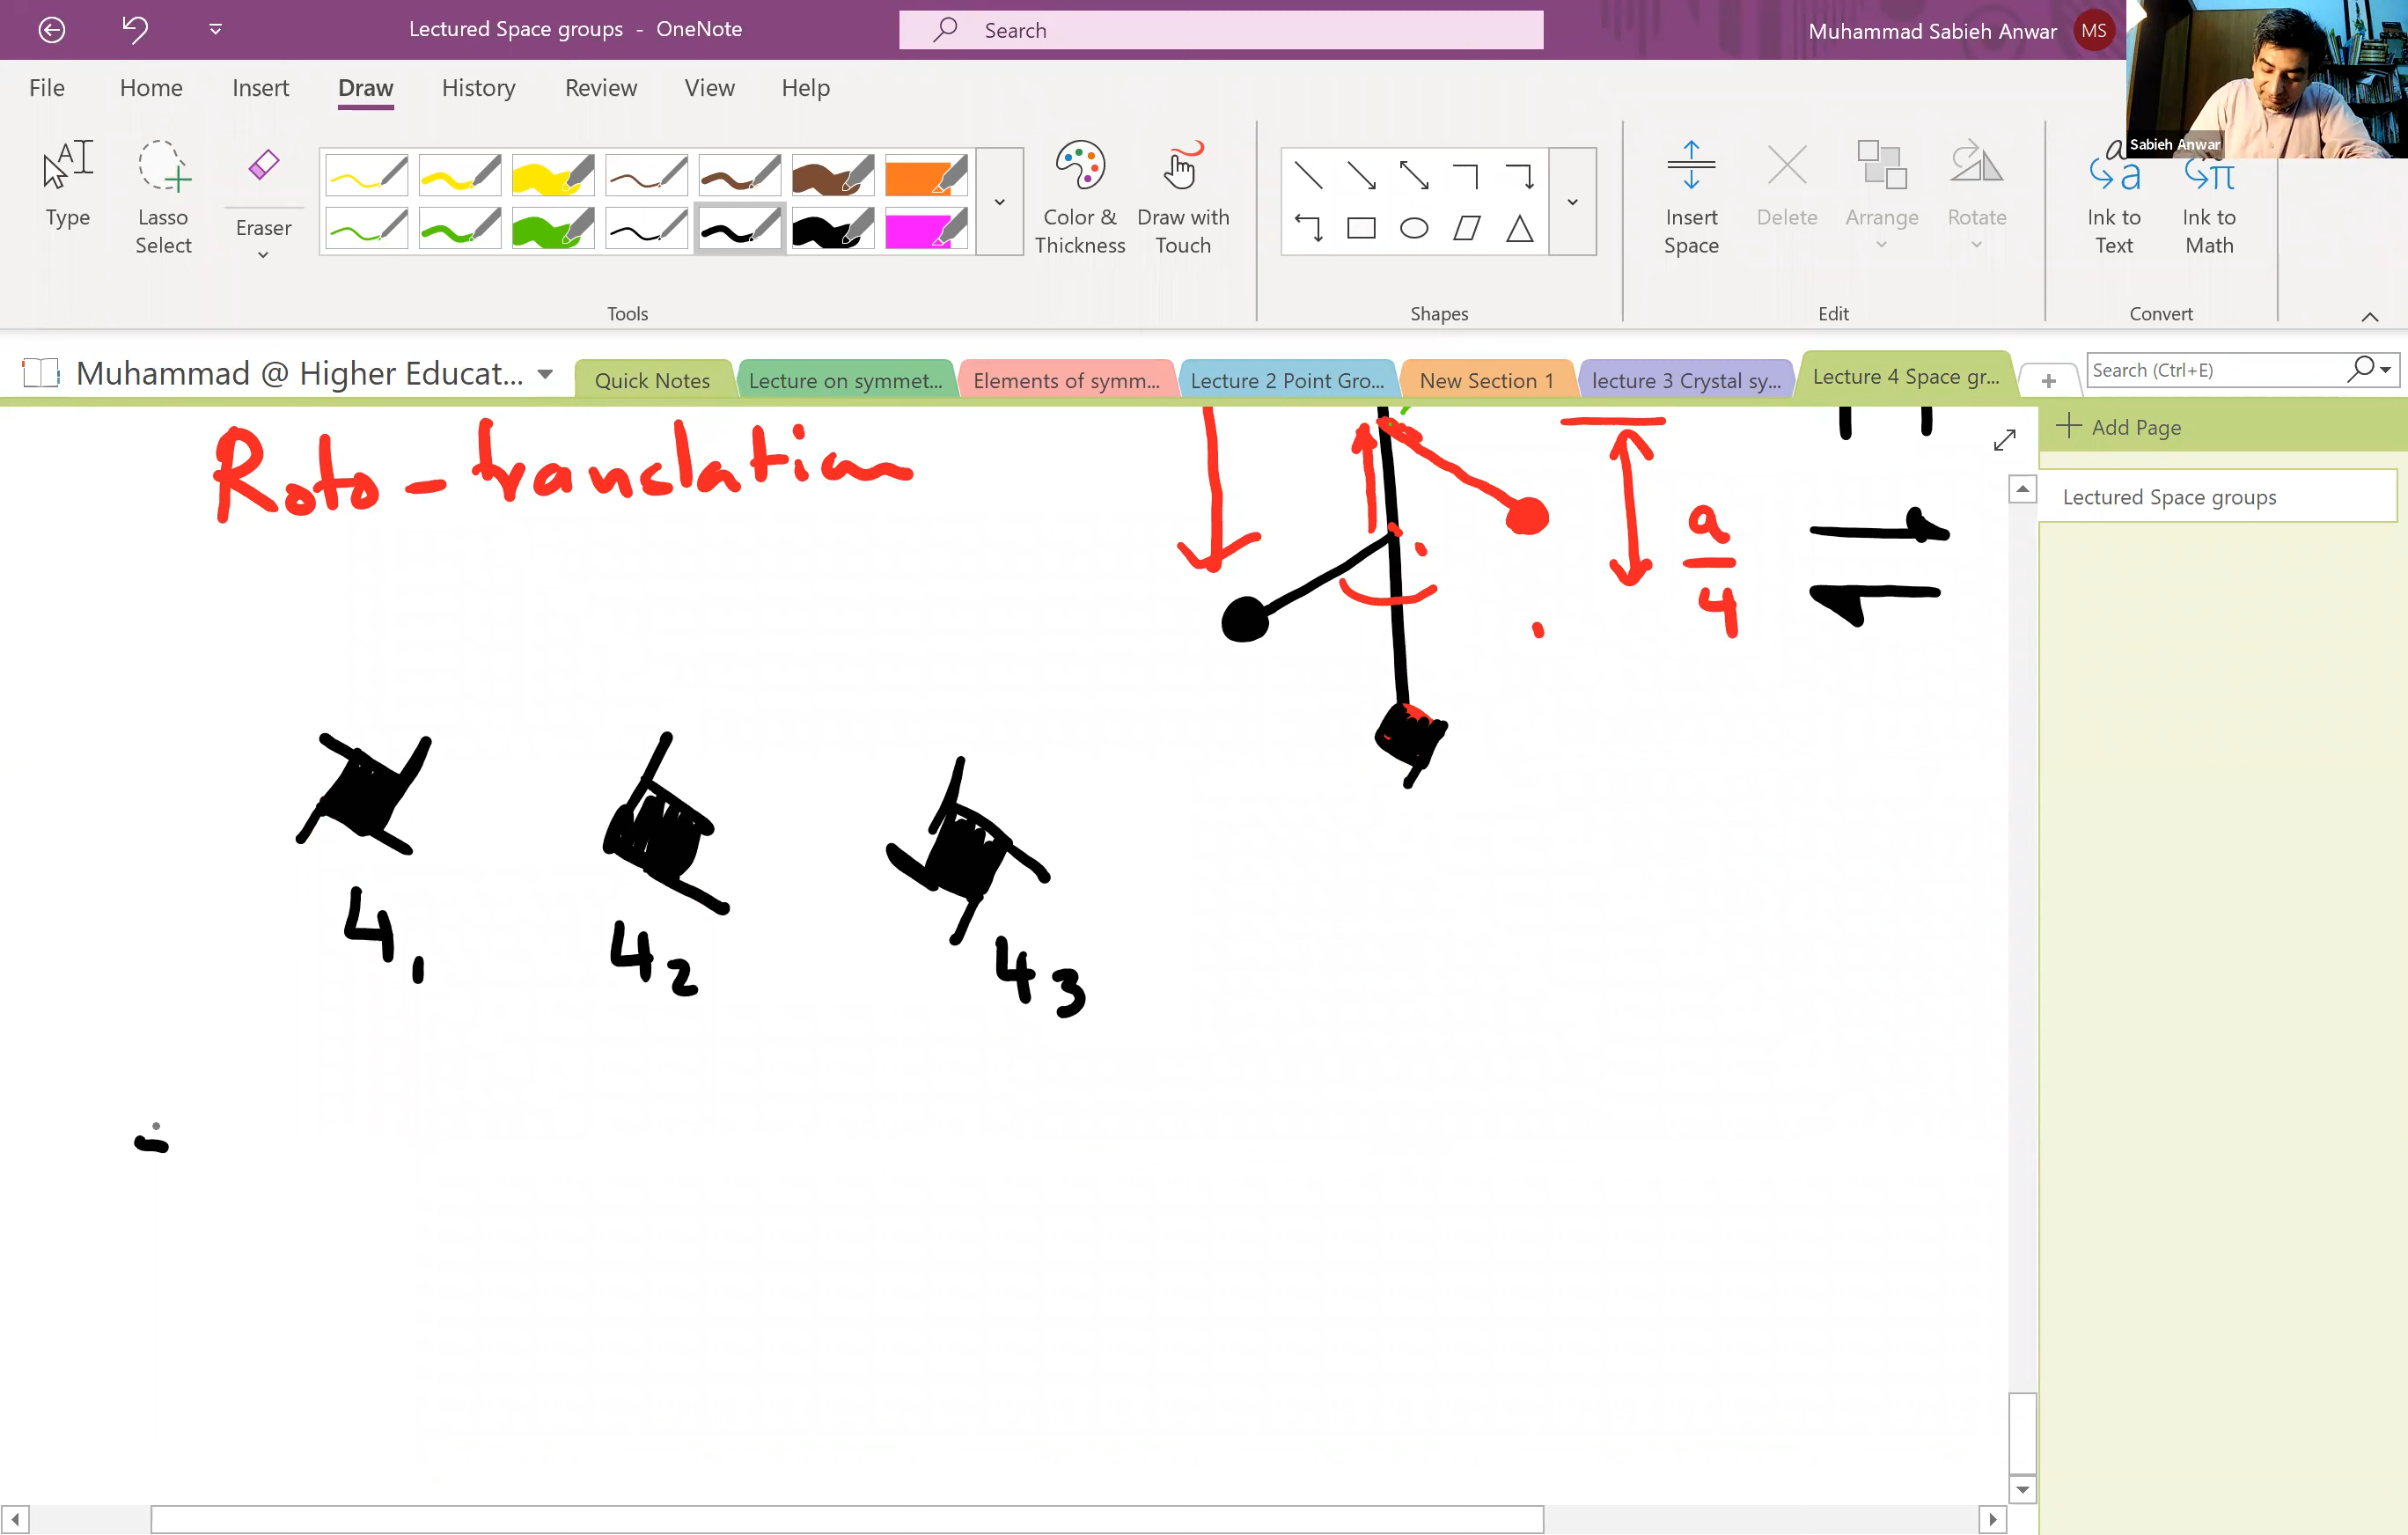 Lectured Space groups - OneNote
Search
Muhammad Sabieh Anwar
MS
Sabieh Anwar
File Home Insert Draw History Review View Help
Type
Lasso Select
Eraser
Color & Thickness
Draw with Touch
Insert Space
Delete
Arrange
Rotate
Ink to Text
Ink to Math
Tools Shapes Edit Convert
Muhammad @ Higher Educat...
Quick Notes
Lecture on symmet...
Elements of symm...
Lecture 2 Point Gro...
New Section 1
lecture 3 Crystal sy...
Lecture 4 Space gr...
Search (Ctrl+E)
Add Page
Lectured Space groups
Roto-translation
a
4
4₁ 4₂ 4₃